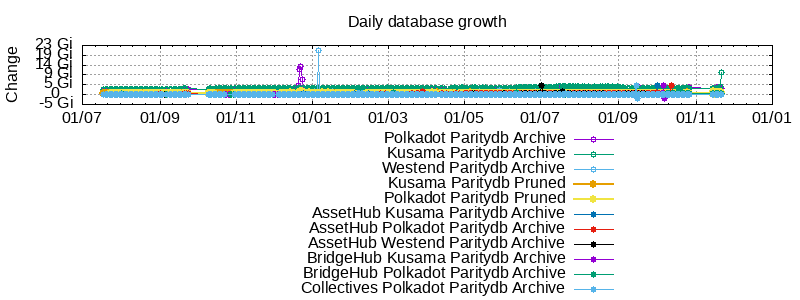 Daily database growth
Change
23 Gi
19 Gi
14 Gi
9 Gi
5 Gi
0
-5 Gi
01/07 01/09 01/11 01/01 01/03 01/05 01/07 01/09 01/11 01/01
Polkadot Paritydb Archive
Kusama Paritydb Archive
Westend Paritydb Archive
Kusama Paritydb Pruned
Polkadot Paritydb Pruned
AssetHub Kusama Paritydb Archive
AssetHub Polkadot Paritydb Archive
AssetHub Westend Paritydb Archive
BridgeHub Kusama Paritydb Archive
BridgeHub Polkadot Paritydb Archive
Collectives Polkadot Paritydb Archive